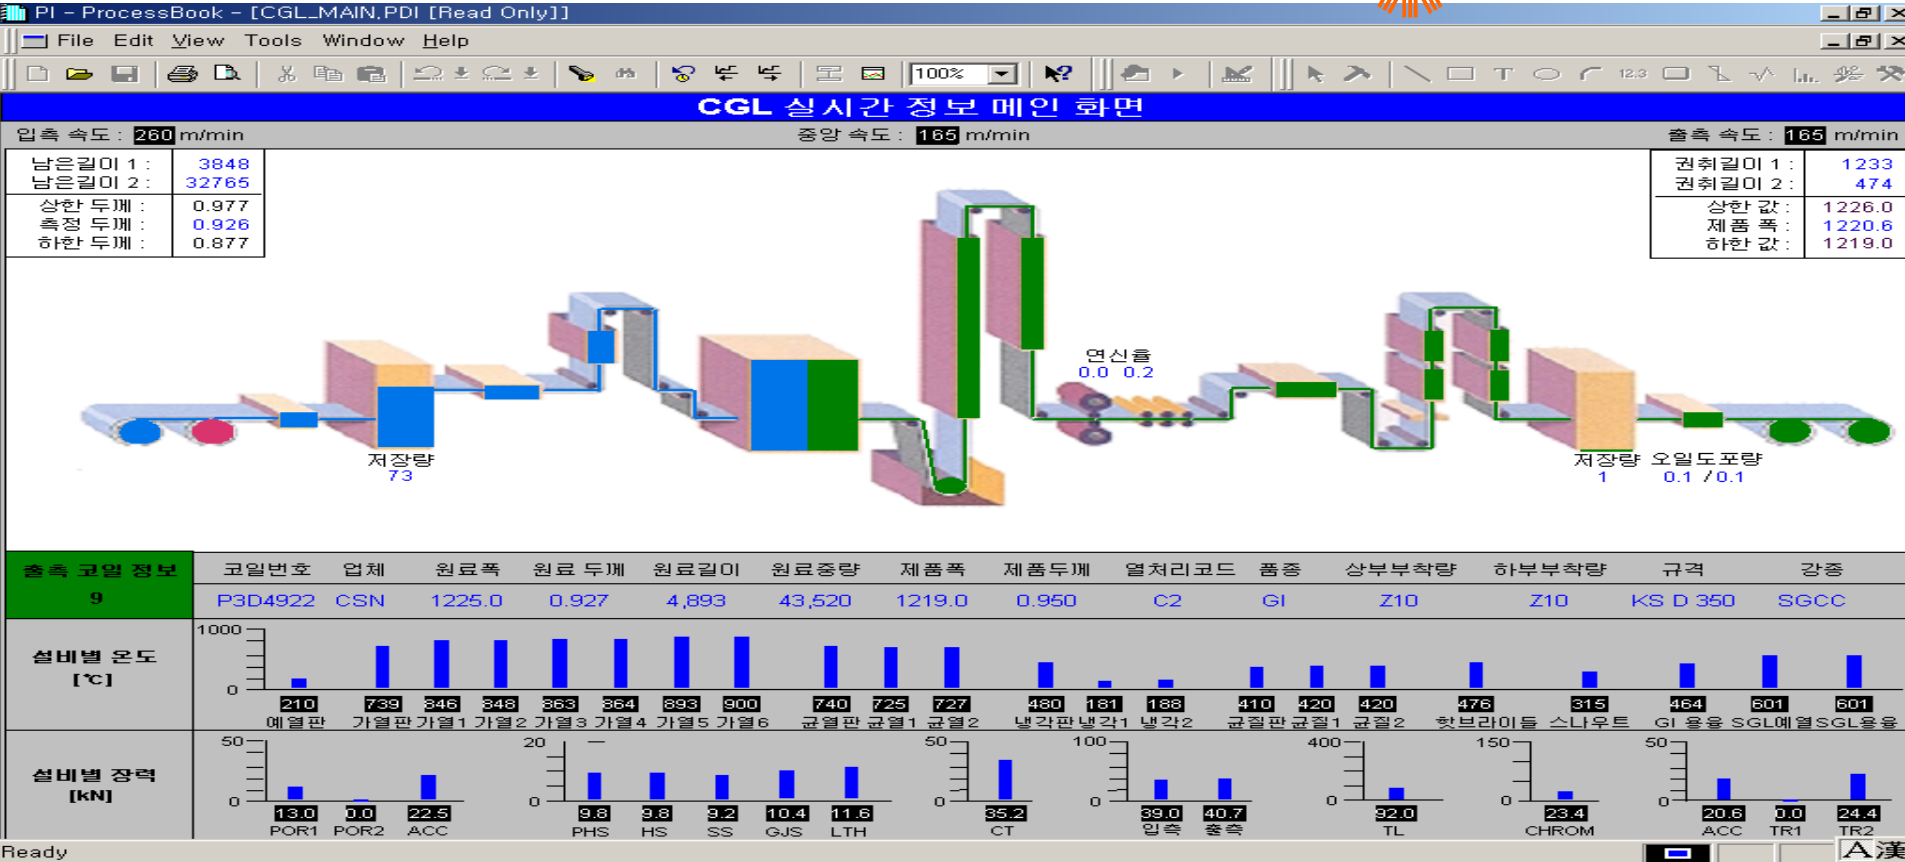 PI - ProcessBook - [CGL_MAIN.PDI [Read Only]]
File Edit View Tools Window Help
100%
CGL 실시간 정보 메인 화면
입측 속도 : 260 m/min 중앙 속도 : 165 m/min 출측 속도 : 165 m/min
남은길이 1 : 3848
남은길이 2 : 32765
상한 두께 : 0.977
측정 두께 : 0.926
하한 두께 : 0.877
권취길이 1 : 1233
권취길이 2 : 474
상한 값 : 1226.0
제품 폭 : 1220.6
하한 값 : 1219.0
연신율
0.0 0.2
저장량
73
저장량 오일도포량
1 0.1 / 0.1
출측 코일 정보 코일번호 업체 원료폭 원료 두께 원료길이 원료중량 제품폭 제품두께 열처리코드 품종 상부부착량 하부부착량 규격 강종
9 P3D4922 CSN 1225.0 0.927 4,893 43,520 1219.0 0.950 C2 GI Z10 Z10 KS D 350 SGCC
설비별 온도
[℃]
1000
0
210 739 846 848 863 864 893 900 740 725 727 480 181 188 410 420 420 476 315 464 601 601
예열판 가열판 가열1 가열2 가열3 가열4 가열5 가열6 균열판 균열1 균열2 냉각판 냉각1 냉각2 균질판 균질1 균질2 핫브라이들 스나우트 GI 용융 SGL예열 SGL용융
설비별 장력
[kN]
50 20 50 100 400 150 50
0 0 0 0 0 0 0
13.0 0.0 22.5 9.8 9.8 9.2 10.4 11.6 35.2 39.0 40.7 92.0 23.4 20.6 0.0 24.4
POR1 POR2 ACC PHS HS SS GJS LTH CT 입측 출측 TL CHROM ACC TR1 TR2
Ready
A漢